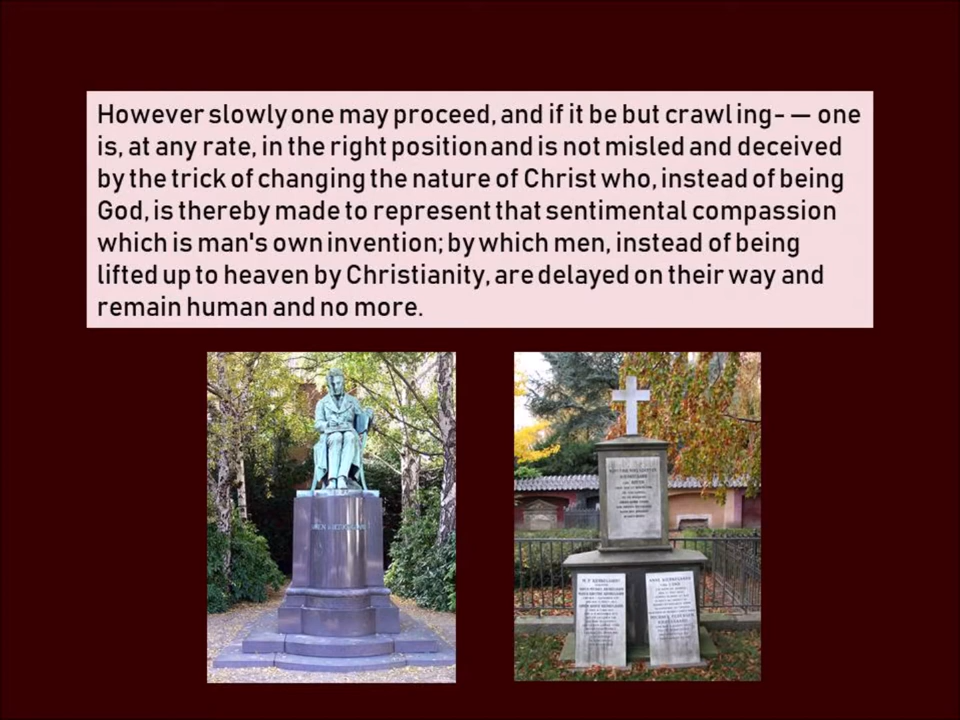 However slowly one may proceed, and if it be but crawling- — one
is, at any rate, in the right position and is not misled and deceived
by the trick of changing the nature of Christ who, instead of being
God, is thereby made to represent that sentimental compassion
which is man's own invention; by which men, instead of being
lifted up to heaven by Christianity, are delayed on their way and
remain human and no more.